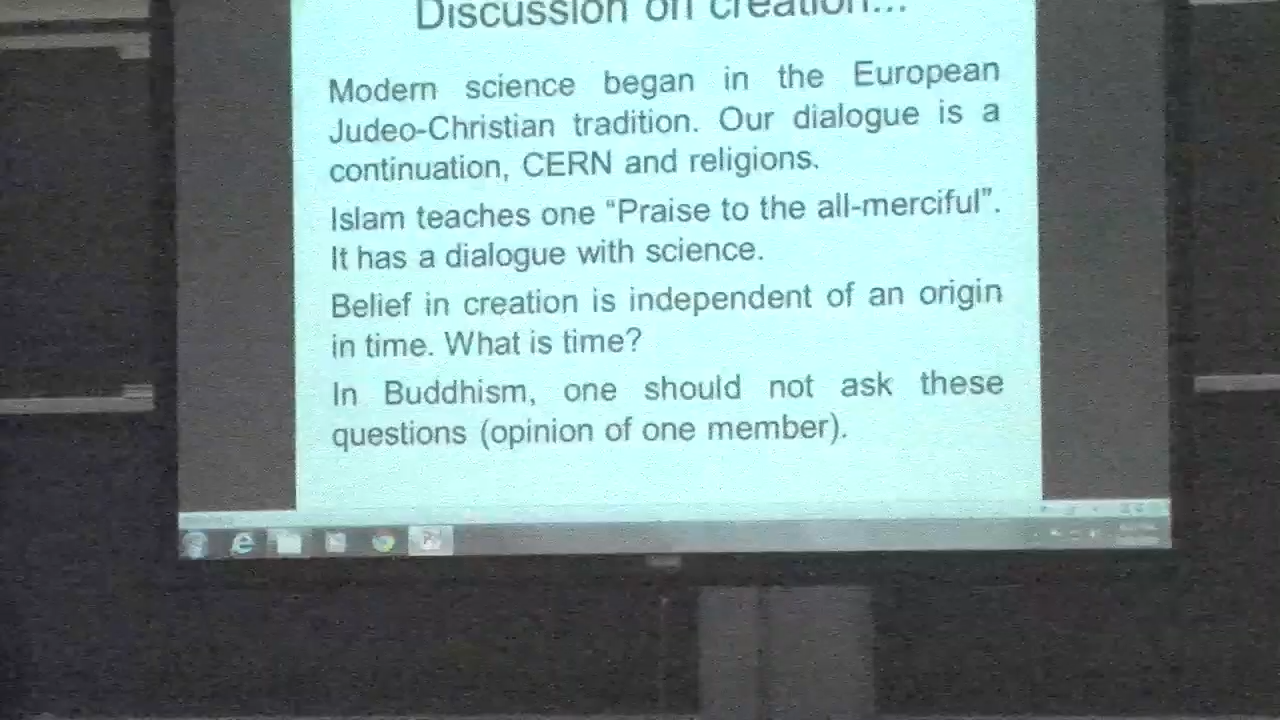 Discussion on creation...
Modern science began in the European
Judeo-Christian tradition. Our dialogue is a
continuation, CERN and religions.
Islam teaches one “Praise to the all-merciful”.
It has a dialogue with science.
Belief in creation is independent of an origin
in time. What is time?
In Buddhism, one should not ask these
questions (opinion of one member).